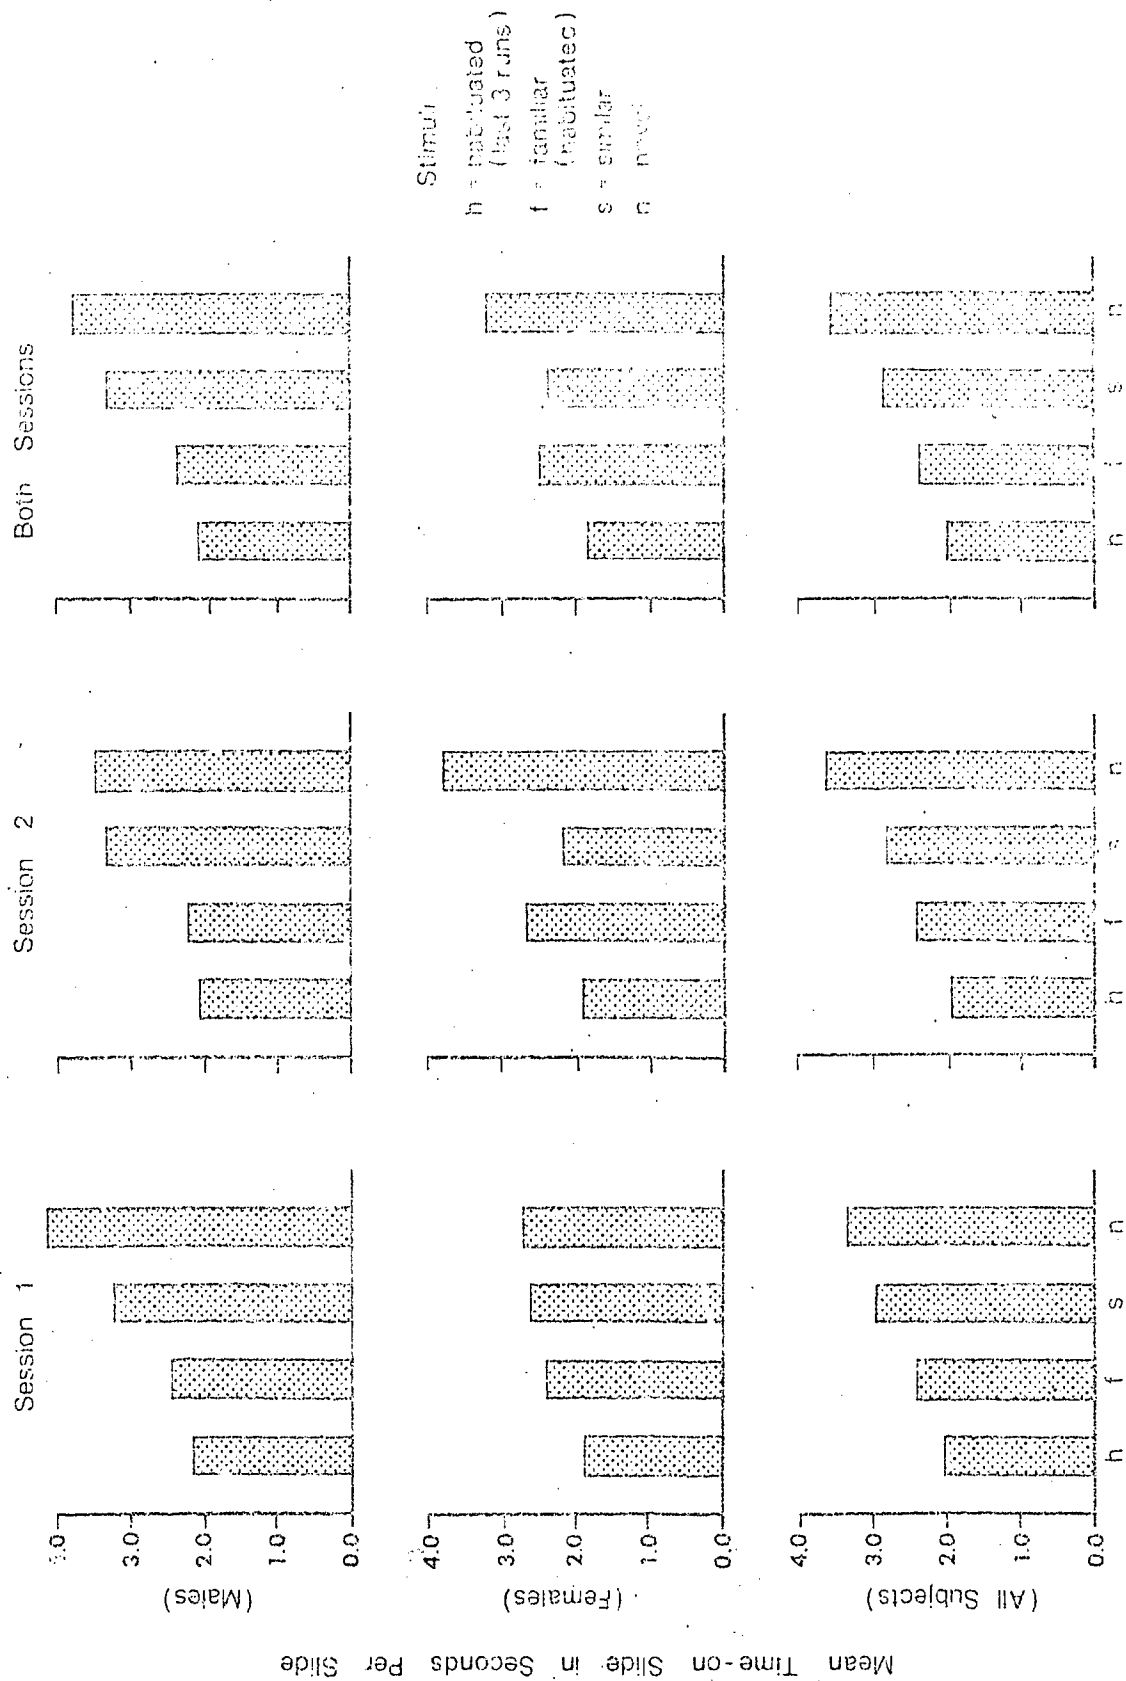 Session 1
Session 2
Both Sessions
Mean Time-on Slide in Seconds Per Slide
(Males)
3.0
2.0
1.0
0.0
(Females)
4.0
3.0
2.0
1.0
0.0
(All Subjects)
4.0
3.0
2.0
1.0
0.0
h f s n
h f s n
h s n
Stimuli
h = habituated
(last 3 runs)
f = familiar
(habituated)
s = similar
n